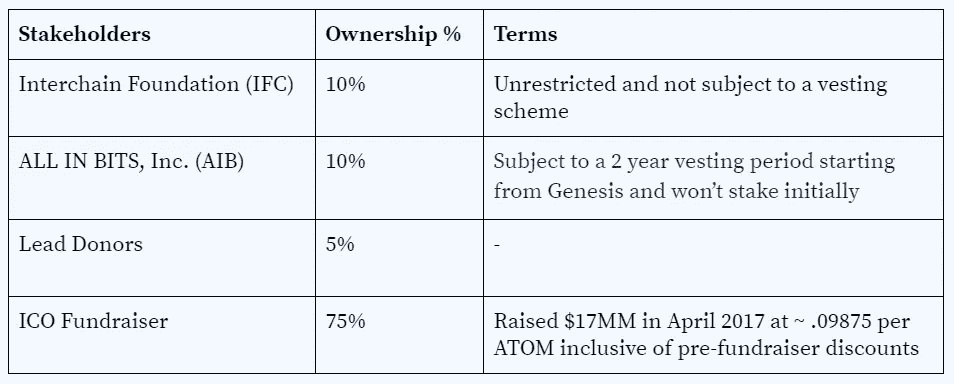 Stakeholders Ownership % Terms
Interchain Foundation (IFC) 10% Unrestricted and not subject to a vesting
scheme
ALL IN BITS, Inc. (AIB) 10% Subject to a 2 year vesting period starting
from Genesis and won’t stake initially
Lead Donors 5% -
ICO Fundraiser 75% Raised $17MM in April 2017 at ~ .09875 per
ATOM inclusive of pre-fundraiser discounts